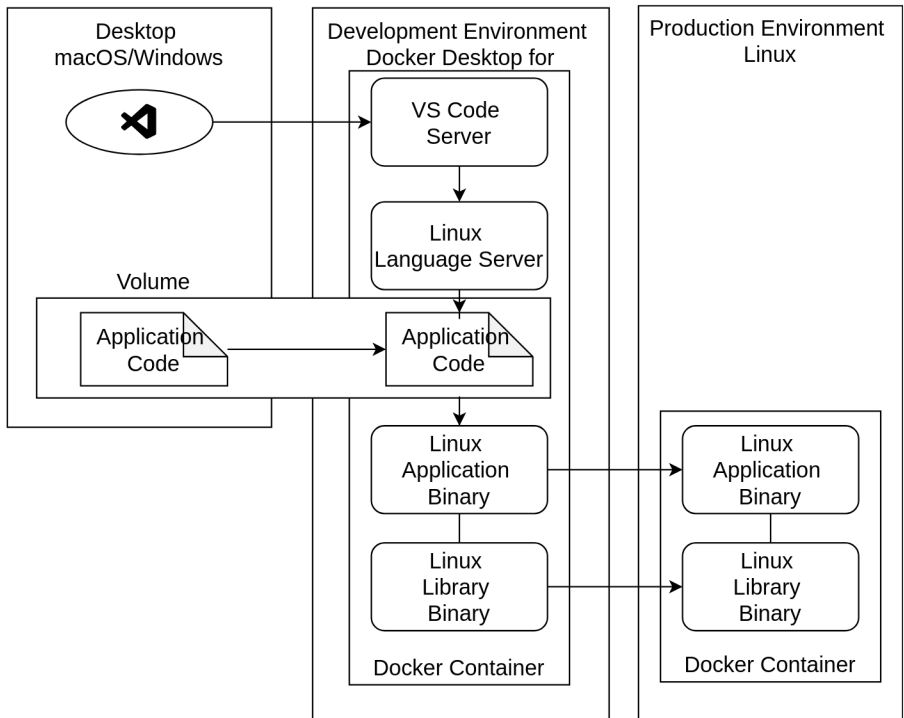 Desktop
macOS/Windows
Development Environment
Docker Desktop for
Production Environment
Linux
VS Code
Server
Linux
Language Server
Volume
Application
Code
Application
Code
Linux
Application
Binary
Linux
Library
Binary
Docker Container
Linux
Application
Binary
Linux
Library
Binary
Docker Container